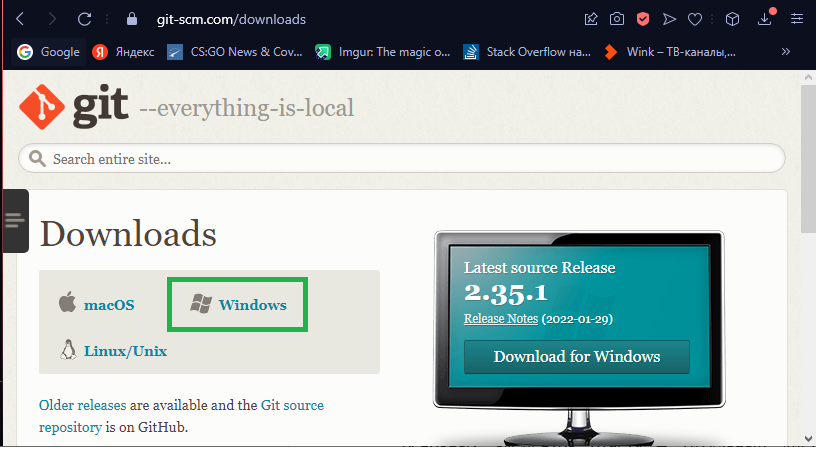 git-scm.com/downloads
Google Яндекс CS:GO News & Cov... Imgur: The magic o... Stack Overflow на... Wink – ТВ-каналы,...
git --everything-is-local
Search entire site...
Downloads
macOS Windows
Linux/Unix
Older releases are available and the Git source
repository is on GitHub.
Latest source Release
2.35.1
Release Notes (2022-01-29)
Download for Windows